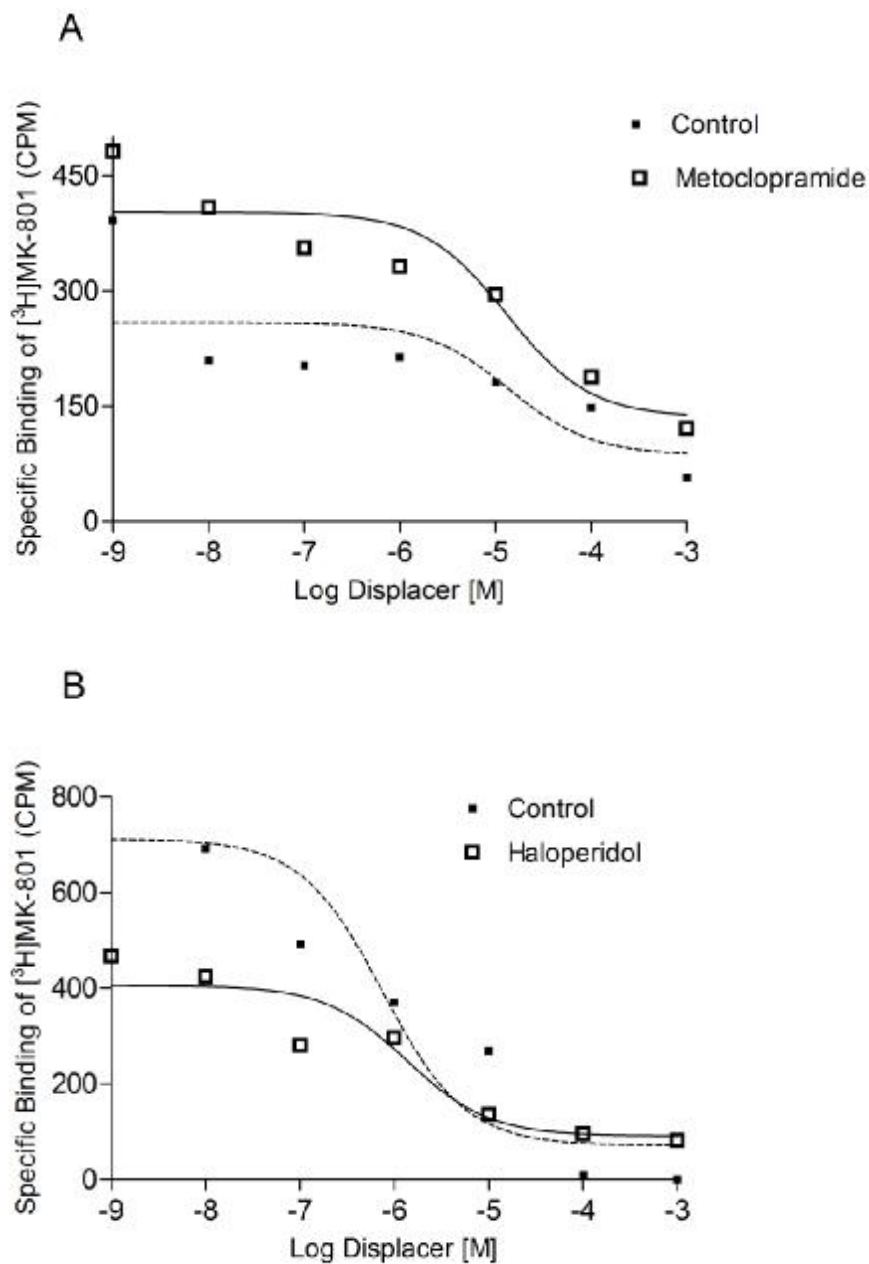 A
Specific Binding of [³H]MK-801 (CPM)
450
300
150
0
-9 -8 -7 -6 -5 -4 -3
Log Displacer [M]
Control
Metoclopramide
B
Specific Binding of [³H]MK-801 (CPM)
800
600
400
200
0
-9 -8 -7 -6 -5 -4 -3
Log Displacer [M]
Control
Haloperidol